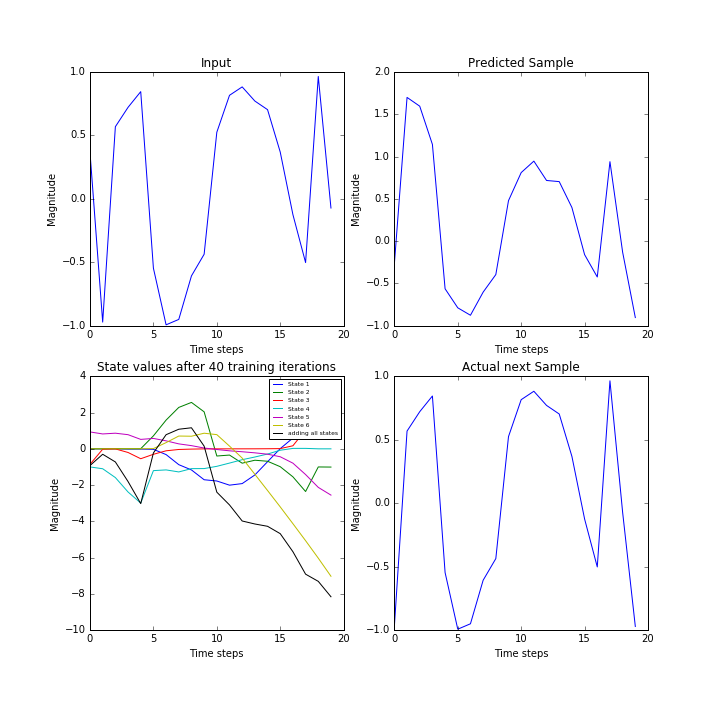 Input
Magnitude
1.0
0.5
0.0
−0.5
−1.0
0
5
10
15
20
Time steps
Predicted Sample
Magnitude
2.0
1.5
1.0
0.5
0.0
−0.5
−1.0
0
5
10
15
20
Time steps
State values after 40 training iterations
Magnitude
4
2
0
−2
−4
−6
−8
−10
0
5
10
15
20
Time steps
State 1
State 2
State 3
State 4
State 5
State 6
adding all states
Actual next Sample
Magnitude
1.0
0.5
0.0
−0.5
−1.0
0
5
10
15
20
Time steps